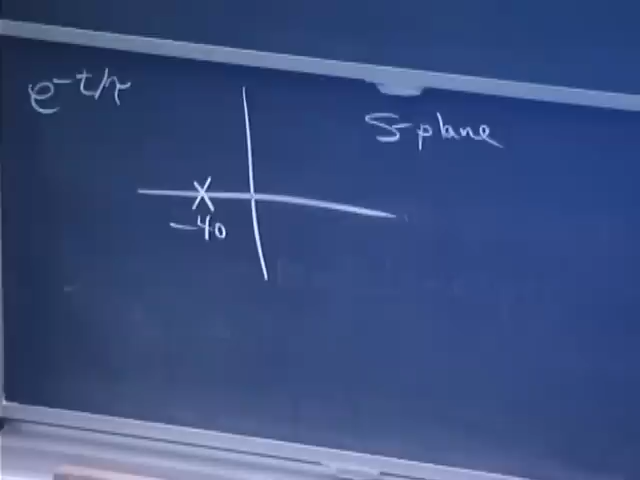 e^{-t/τ}
S-plane
X
-40